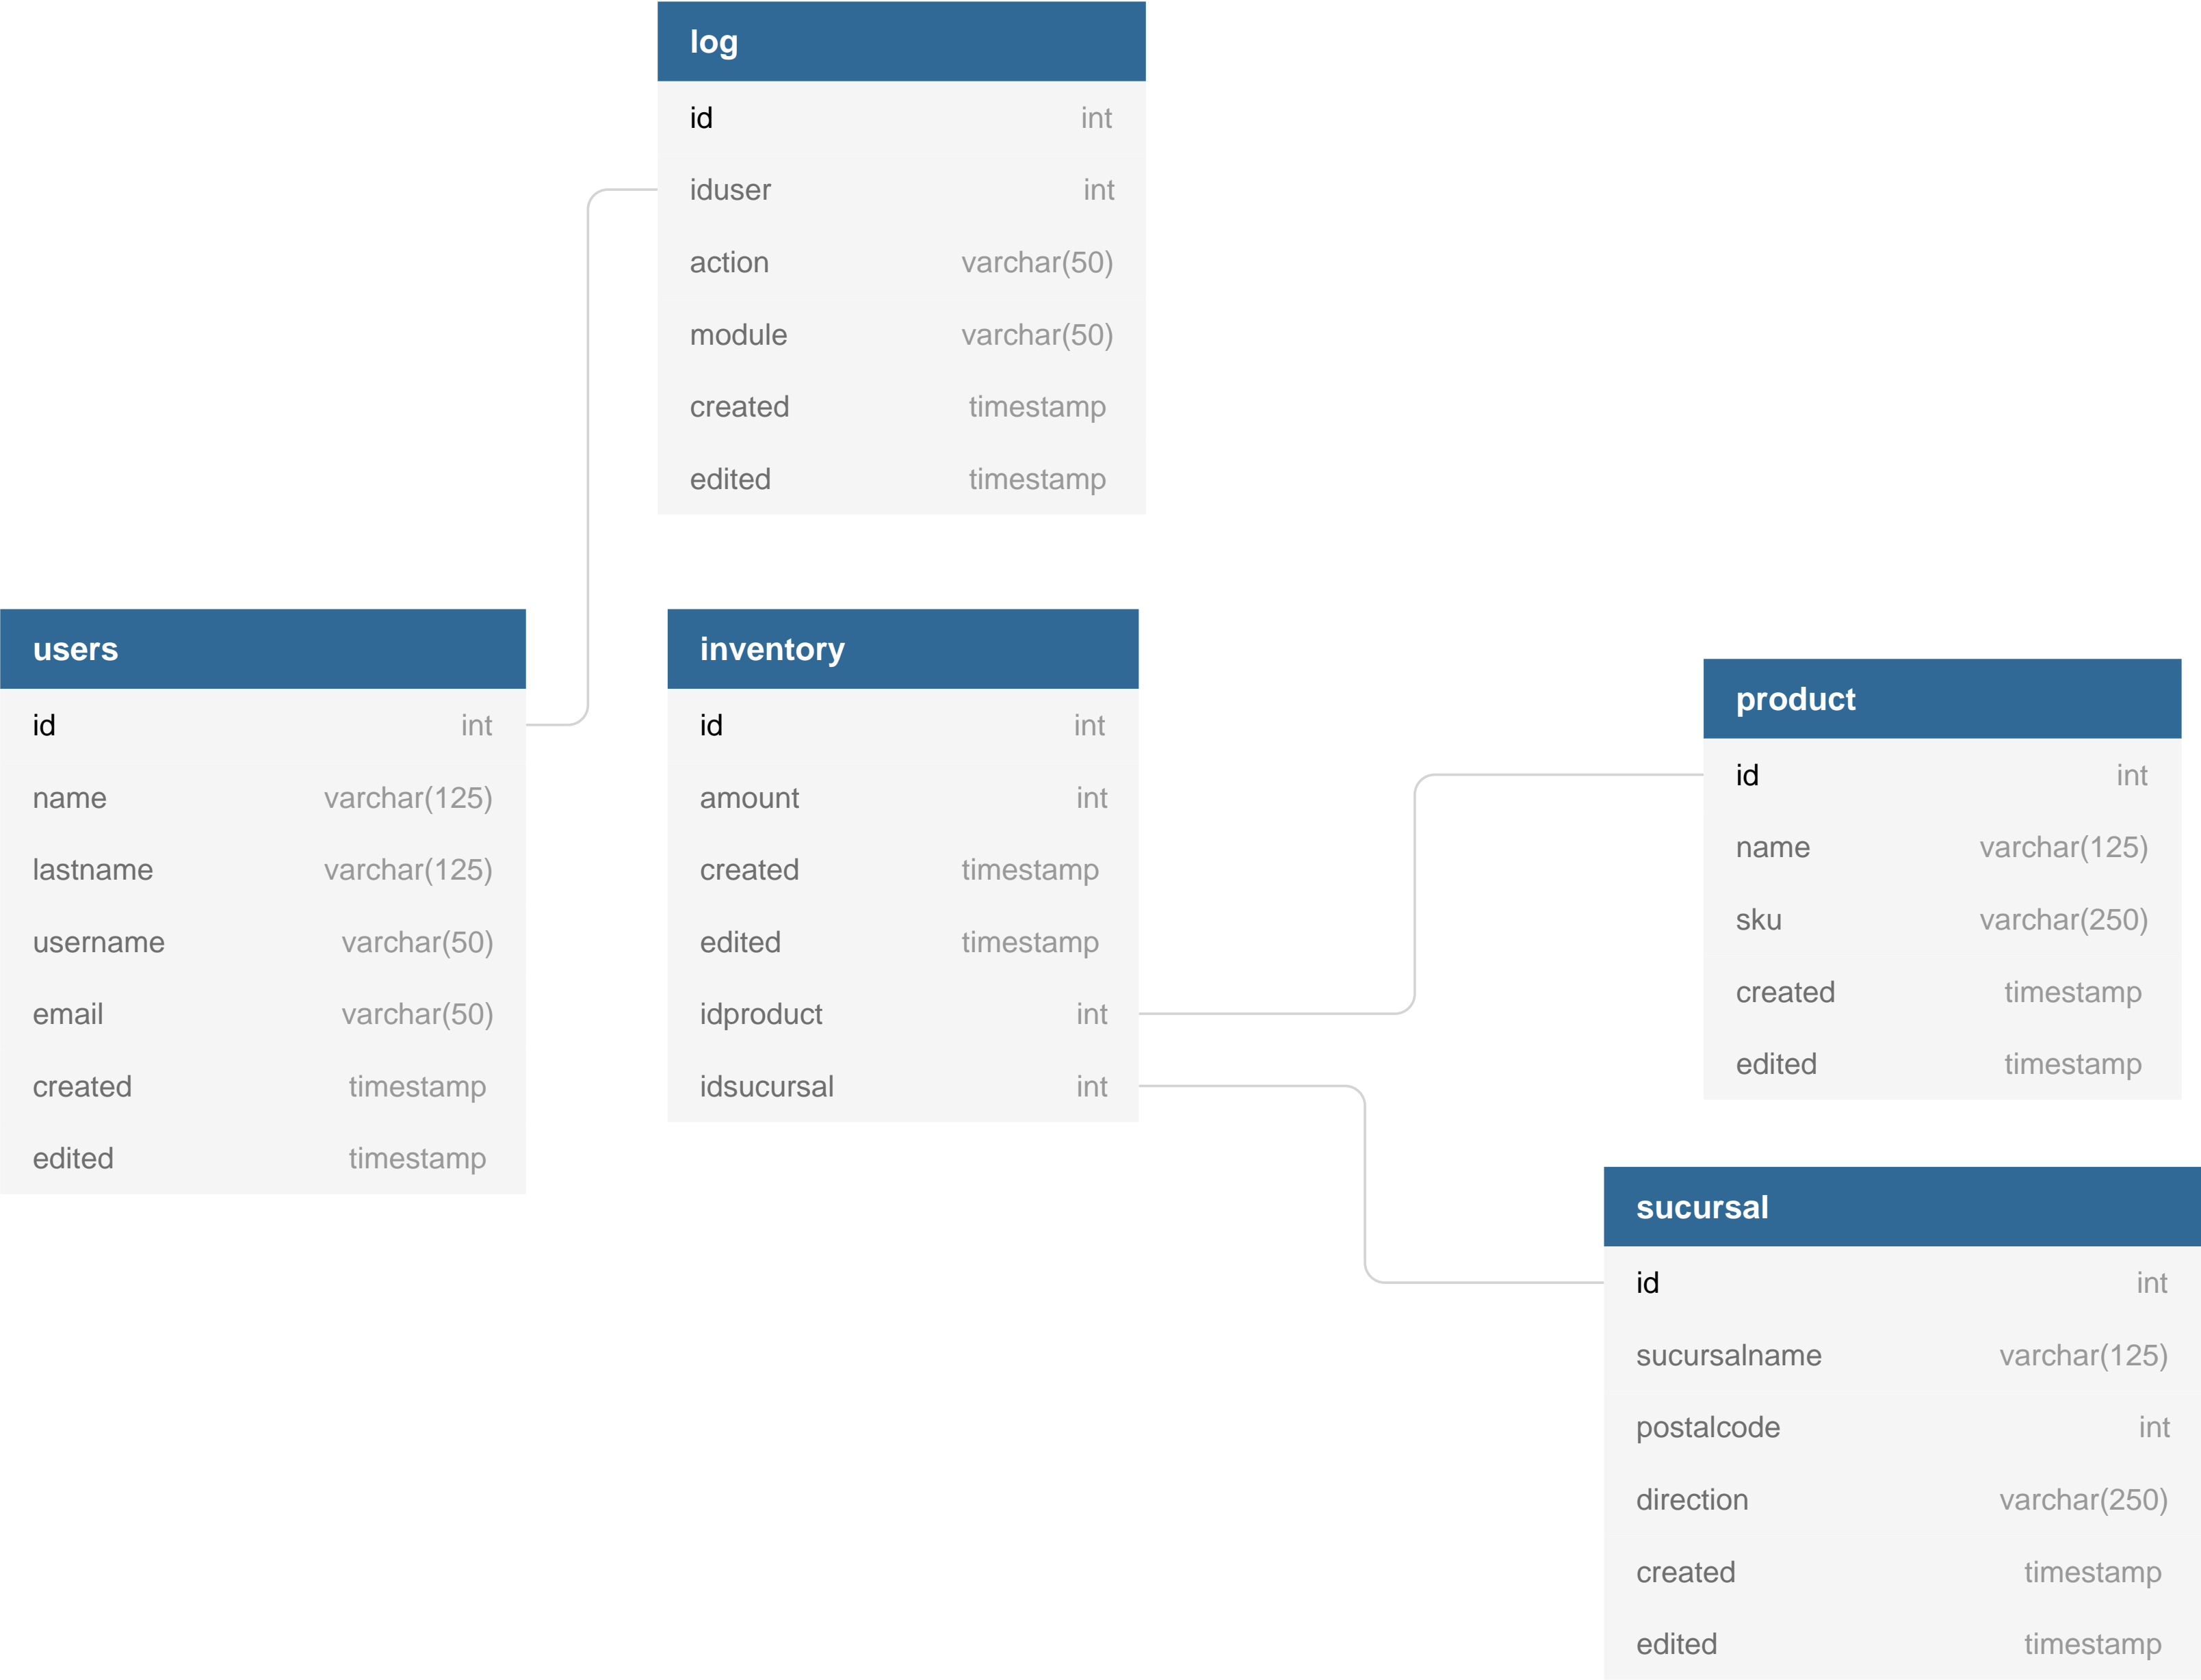 log
id int
iduser int
action varchar(50)
module varchar(50)
created timestamp
edited timestamp
users
id int
name varchar(125)
lastname varchar(125)
username varchar(50)
email varchar(50)
created timestamp
edited timestamp
inventory
id int
amount int
created timestamp
edited timestamp
idproduct int
idsucursal int
product
id int
name varchar(125)
sku varchar(250)
created timestamp
edited timestamp
sucursal
id int
sucursalname varchar(125)
postalcode int
direction varchar(250)
created timestamp
edited timestamp